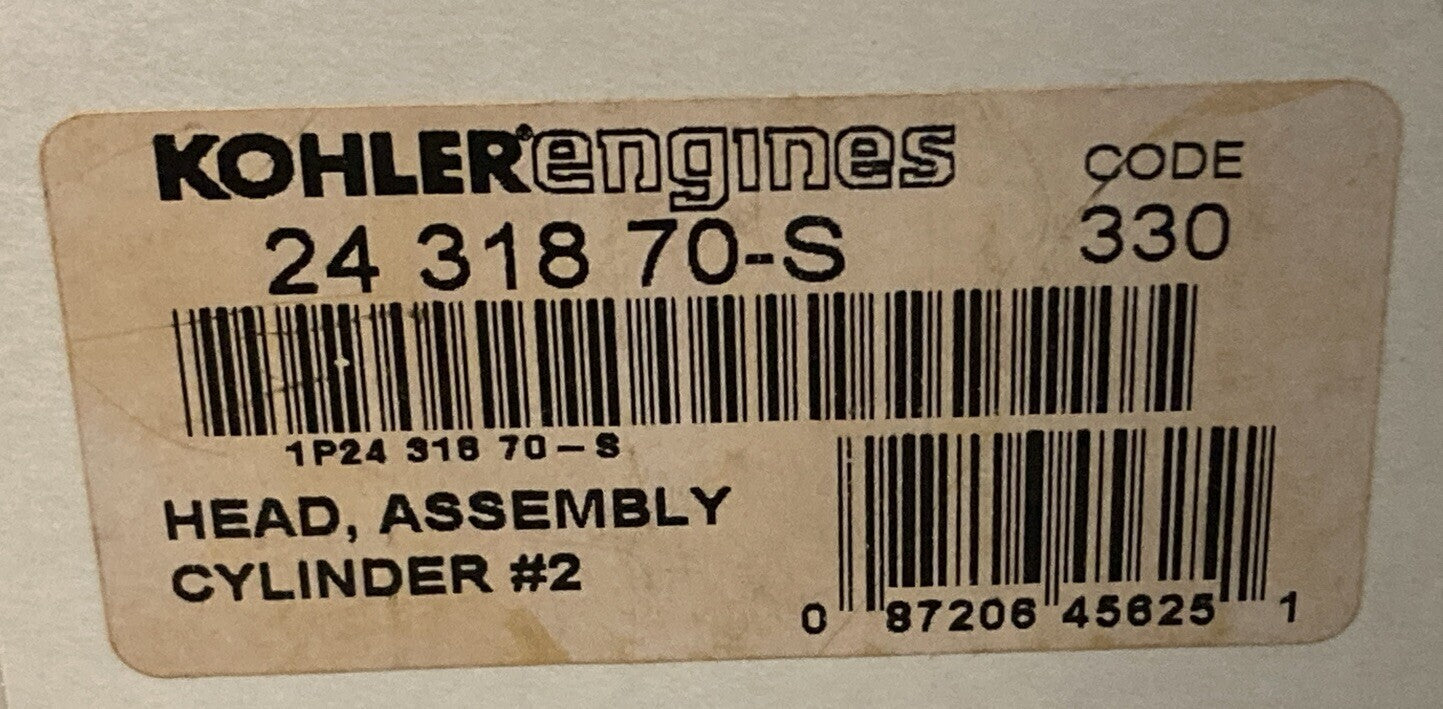 KOHLER®engines
CODE
24 318 70-S
330
1P24 318 70-S
HEAD, ASSEMBLY
CYLINDER #2
0 87206 45625 1